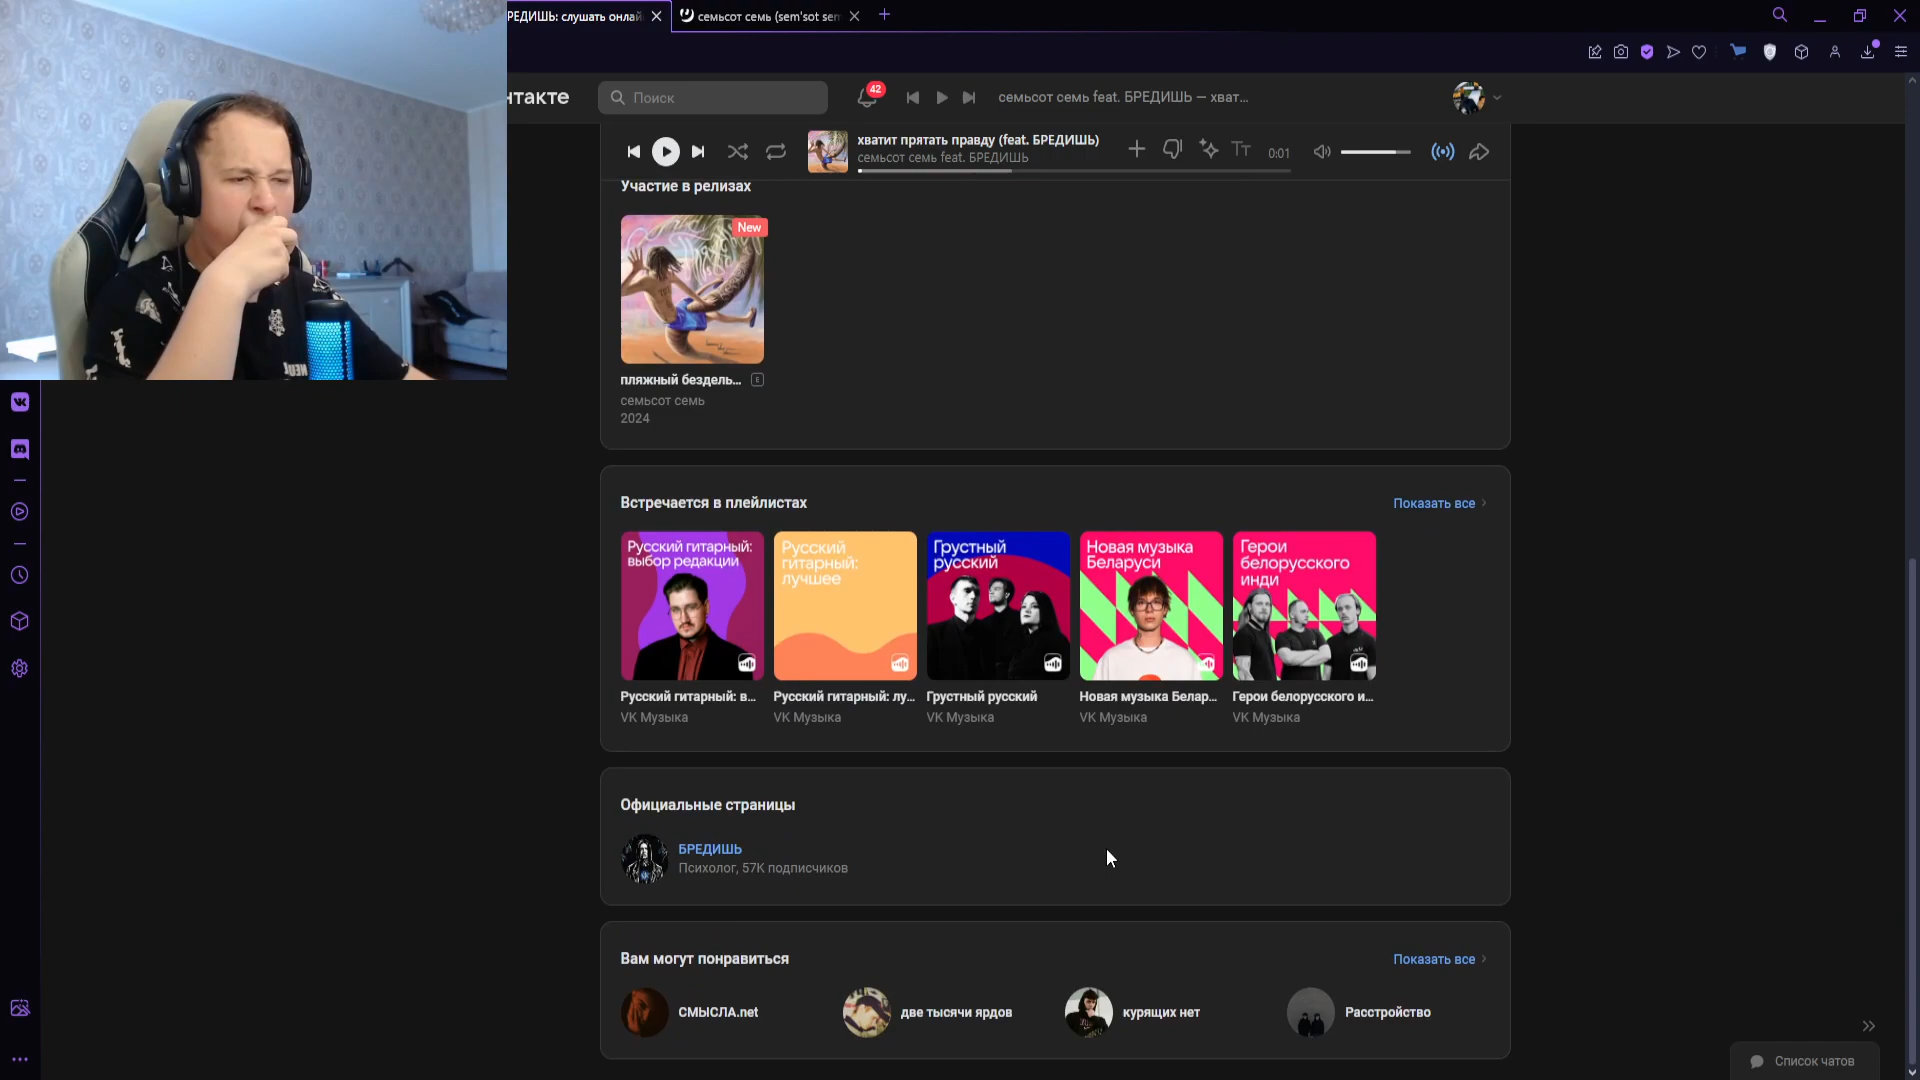 РЕДИШЬ: слушать онлай
семьсот семь (sem'sot sem
нтакте
Поиск
42
семьсот семь feat. БРЕДИШЬ — хват...
хватит прятать правду (feat. БРЕДИШЬ)
семьсот семь feat. БРЕДИШЬ
Тт
0:01
Участие в релизах
New
пляжный бездель...
E
семьсот семь
2024
Встречается в плейлистах
Показать все
Русский гитарный:
выбор редакции
Русский
гитарный:
лучшее
Грустный
русский
Новая музыка
Беларуси
Герои
белорусского
инди
Русский гитарный: в...
Русский гитарный: лу...
Грустный русский
Новая музыка Белар...
Герои белорусского и...
VK Музыка
VK Музыка
VK Музыка
VK Музыка
VK Музыка
Официальные страницы
БРЕДИШЬ
Психолог, 57K подписчиков
Вам могут понравиться
Показать все
СМЫСЛА.net
две тысячи ярдов
курящих нет
Расстройство
Список чатов